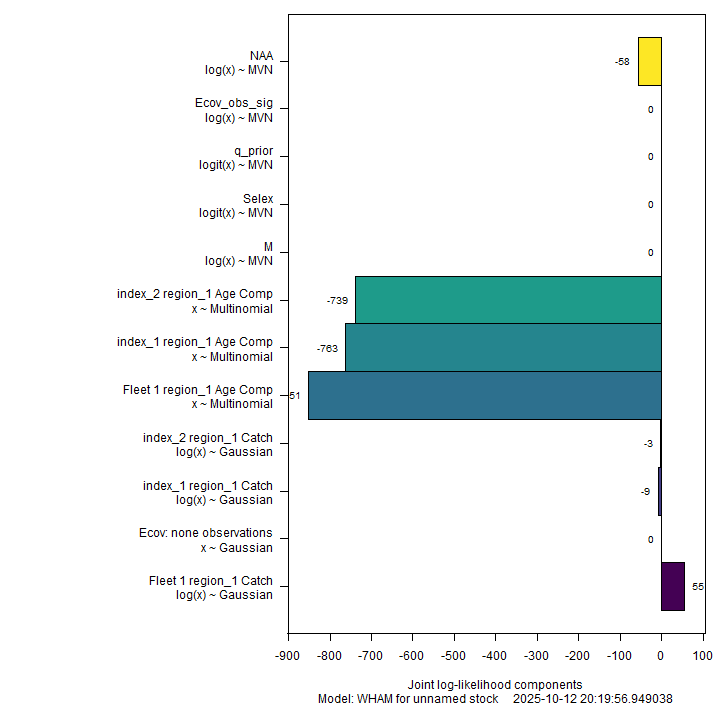 NAA
log(x) ~ MVN
-58
Ecov_obs_sig
log(x) ~ MVN
0
q_prior
logit(x) ~ MVN
0
Selex
logit(x) ~ MVN
0
M
log(x) ~ MVN
0
index_2 region_1 Age Comp
x ~ Multinomial
-739
index_1 region_1 Age Comp
x ~ Multinomial
-763
Fleet 1 region_1 Age Comp
x ~ Multinomial
51
index_2 region_1 Catch
log(x) ~ Gaussian
-3
index_1 region_1 Catch
log(x) ~ Gaussian
-9
Ecov: none observations
x ~ Gaussian
0
Fleet 1 region_1 Catch
log(x) ~ Gaussian
55
-900 -800 -700 -600 -500 -400 -300 -200 -100 0 100
Joint log-likelihood components
Model: WHAM for unnamed stock 2025-10-12 20:19:56.949038